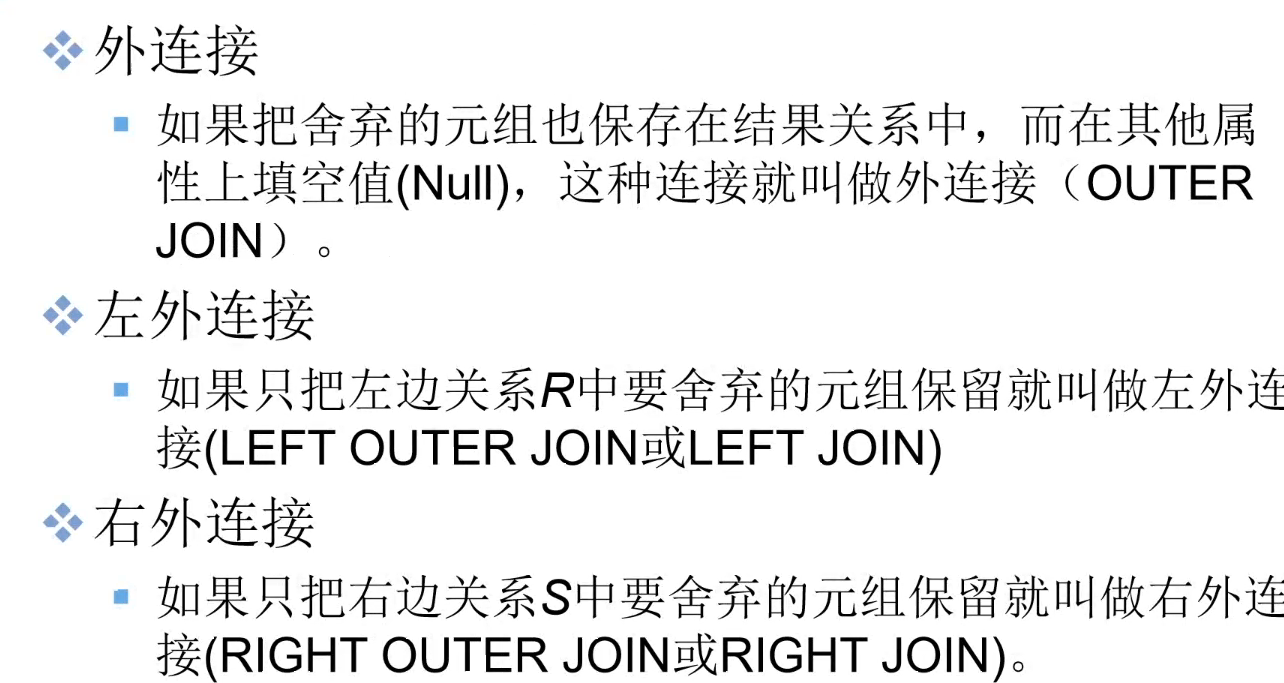 外连接
如果把舍弃的元组也保存在结果关系中，而在其他属
性上填空值(Null)，这种连接就叫做外连接（OUTER
JOIN）。
左外连接
如果只把左边关系R中要舍弃的元组保留就叫做左外连
接(LEFT OUTER JOIN或LEFT JOIN)
右外连接
如果只把右边关系S中要舍弃的元组保留就叫做右外连
接(RIGHT OUTER JOIN或RIGHT JOIN)。